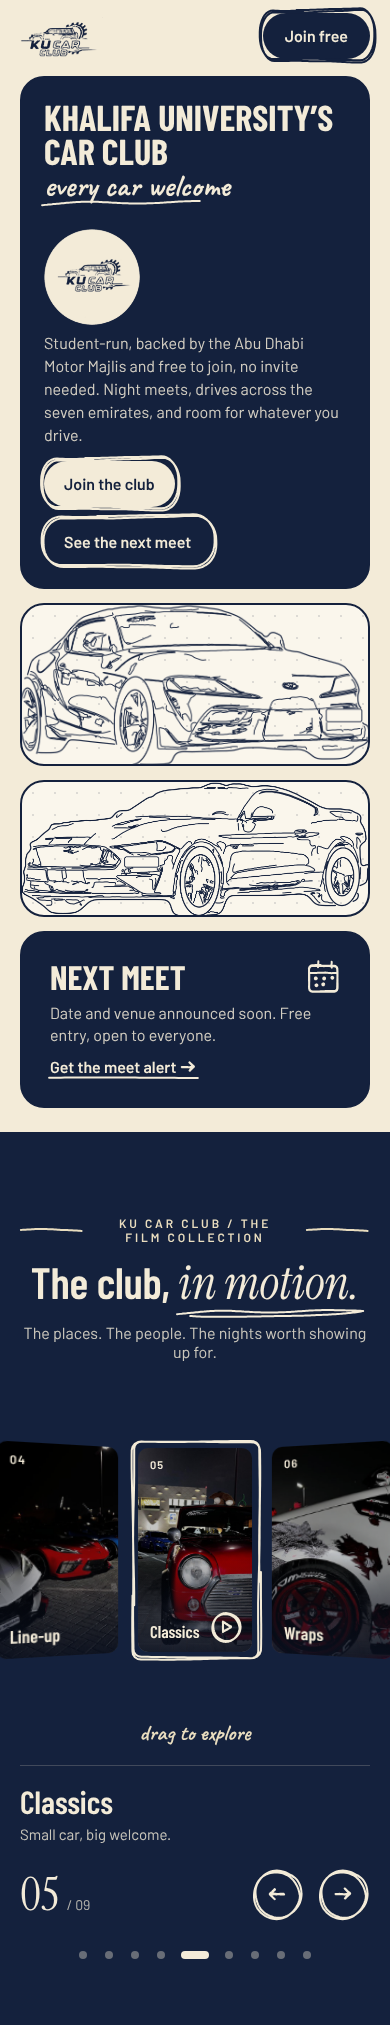 KU CAR
CLUB
Join free
KHALIFA UNIVERSITY'S
CAR CLUB
every car welcome
KU CAR
CLUB
Student-run, backed by the Abu Dhabi
Motor Majlis and free to join, no invite
needed. Night meets, drives across the
seven emirates, and room for whatever you
drive.
Join the club
See the next meet
NEXT MEET
Date and venue announced soon. Free
entry, open to everyone.
Get the meet alert →
KU CAR CLUB / THE
FILM COLLECTION
The club, in motion.
The places. The people. The nights worth showing
up for.
04
Line-up
05
Classics
06
Wraps
drag to explore
Classics
Small car, big welcome.
05 / 09